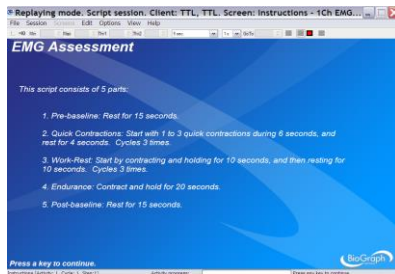 Replaying mode. Script session. Client: TTL, TTL. Screen: Instructions - 1Ch EMG...
File Session Screens Edit Options View Help
EMG Assessment
This script consists of 5 parts:
1. Pre-baseline: Rest for 15 seconds.
2. Quick Contractions: Start with 1 to 3 quick contractions during 6 seconds, and
rest for 4 seconds. Cycles 3 times.
3. Work-Rest: Start by contracting and holding for 10 seconds, and then resting for
10 seconds. Cycles 3 times.
4. Endurance: Contract and hold for 20 seconds.
5. Post-baseline: Rest for 15 seconds.
Press a key to continue.
BioGraph